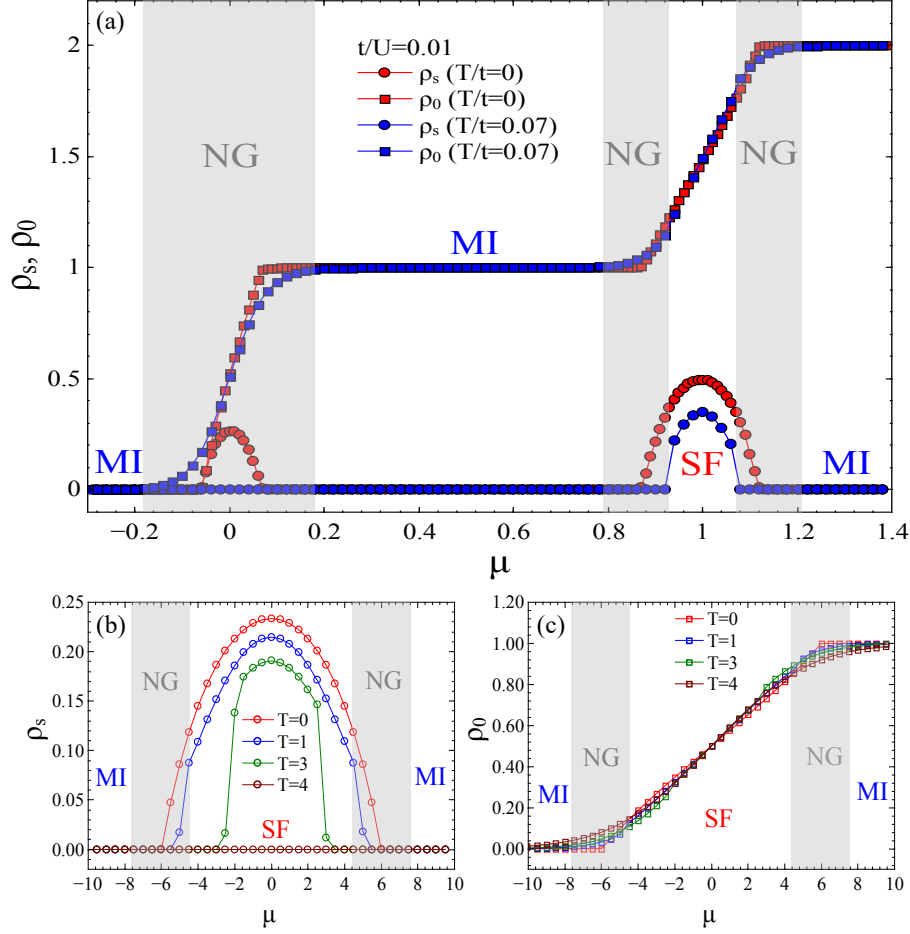 (a)
t/U=0.01
ρs (T/t=0)
ρ0 (T/t=0)
ρs (T/t=0.07)
ρ0 (T/t=0.07)
NG NG NG
MI
MI SF MI
ρs, ρ0
2
1.5
1
0.5
0
−0.2 0 0.2 0.4 0.6 0.8 1 1.2 1.4
μ
(b)
0.25
0.20
0.15
0.10
0.05
0.00
ρs
NG NG
T=0
T=1
T=3
T=4
MI MI
SF
−10 −8 −6 −4 −2 0 2 4 6 8 10
μ
(c)
1.20
1.00
0.80
0.60
0.40
0.20
0.00
ρ0
T=0
T=1
T=3
T=4
NG NG
MI SF MI
−10 −8 −6 −4 −2 0 2 4 6 8 10
μ